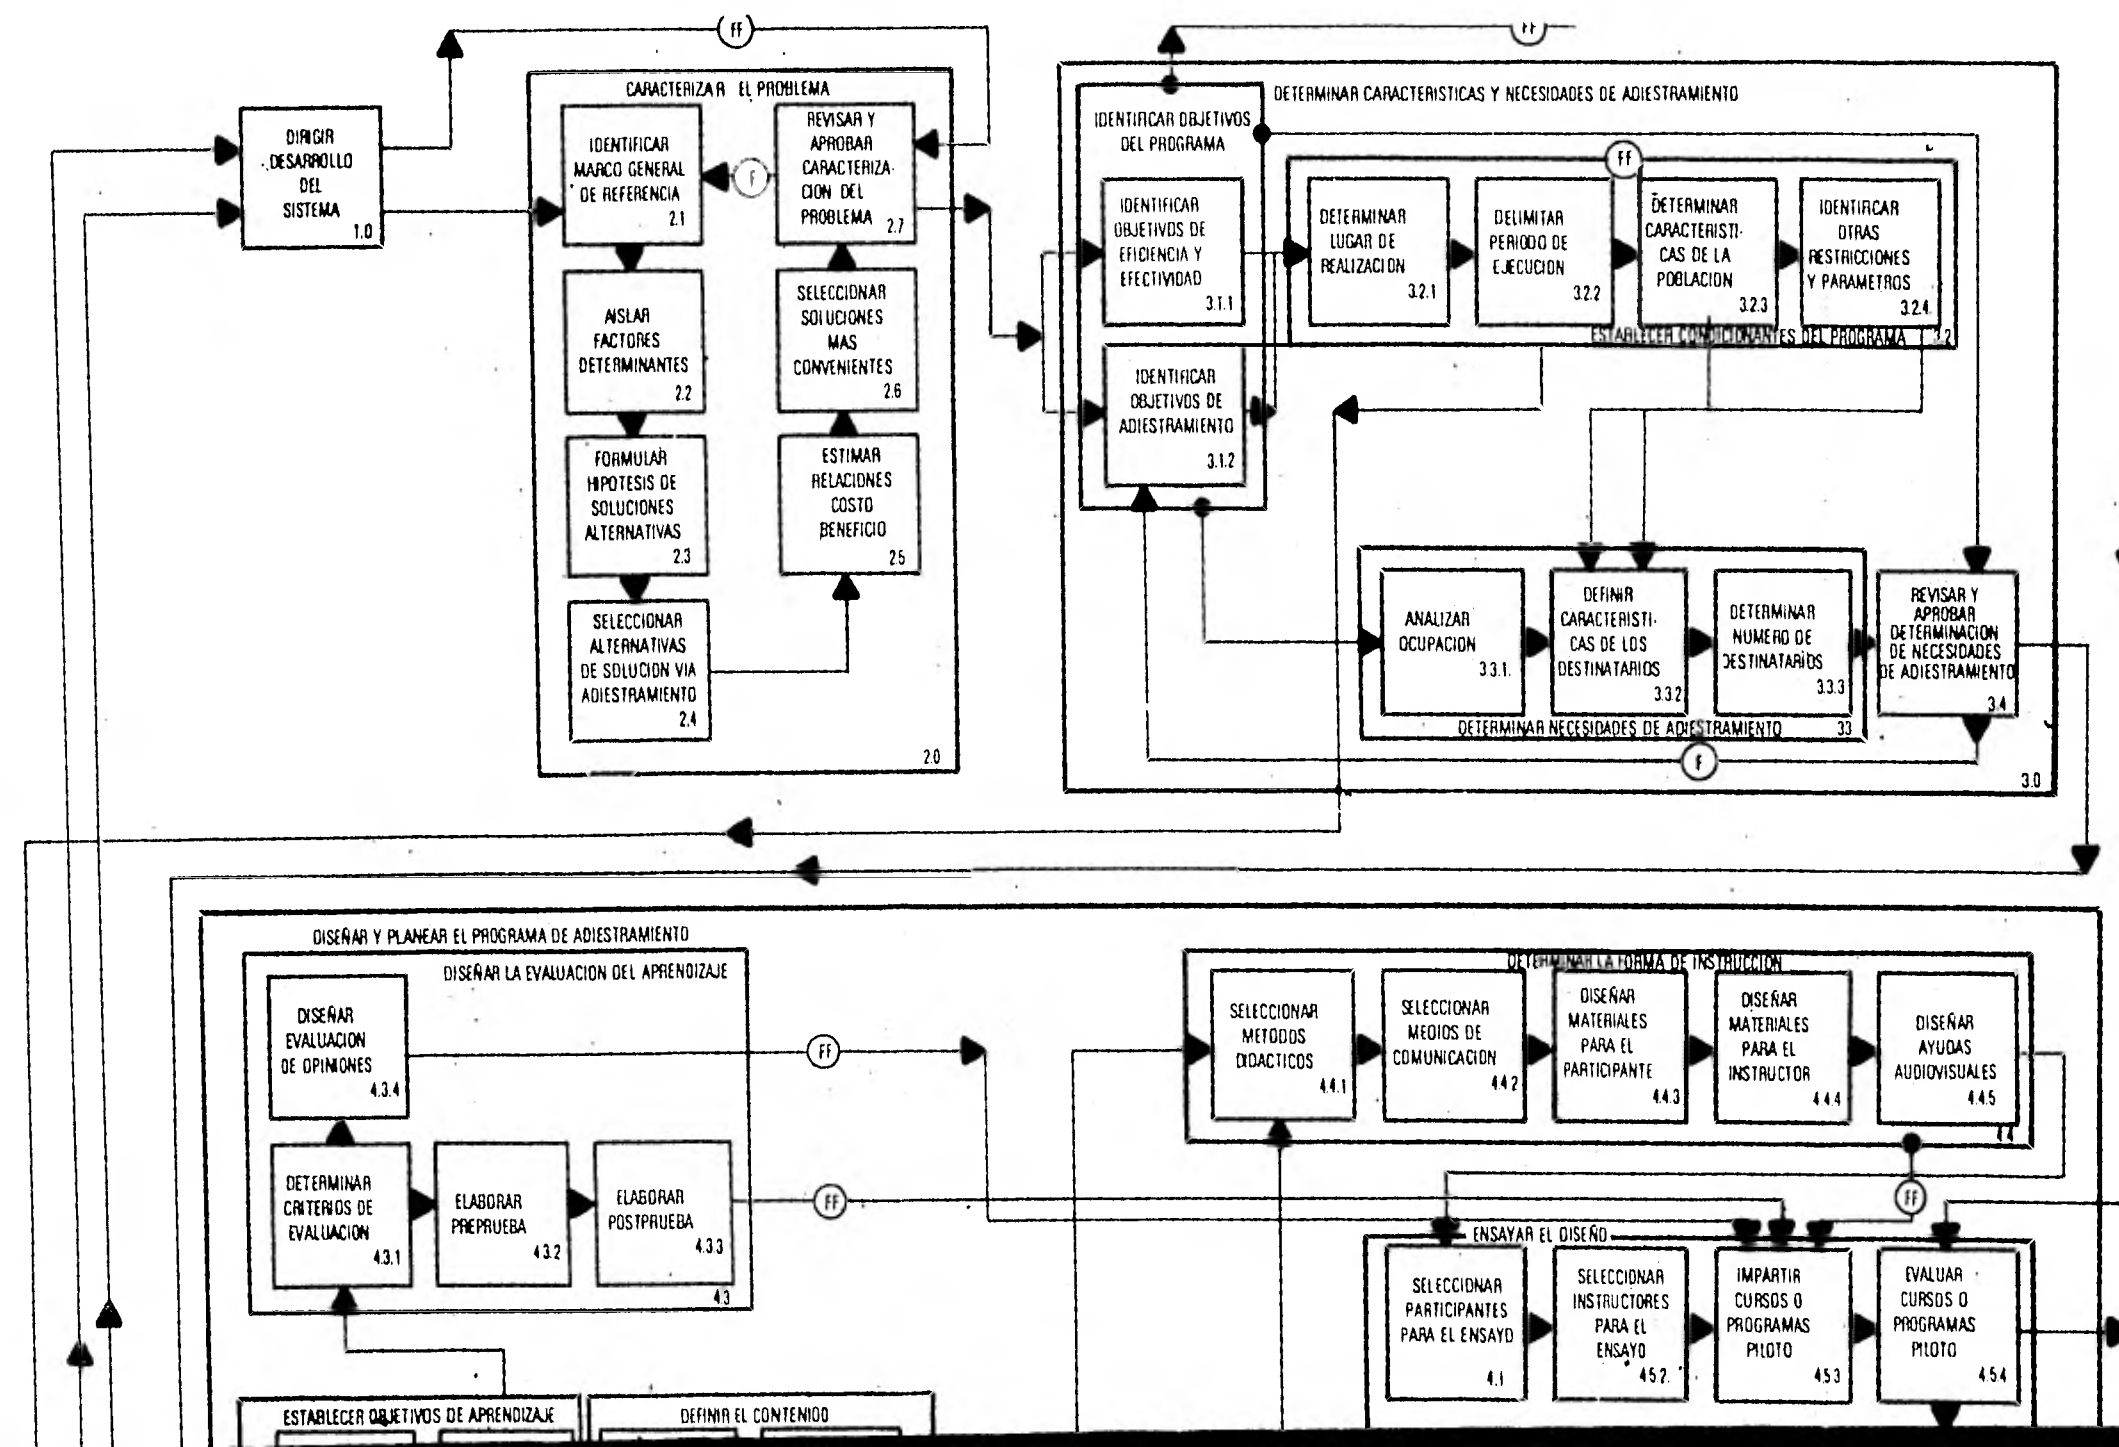 FF
FF
DIRIGIR
DESARROLLO
DEL
SISTEMA
1.0
CARACTERIZAR EL PROBLEMA
IDENTIFICAR
MARCO GENERAL
DE REFERENCIA
2.1
F
REVISAR Y
APROBAR
CARACTERIZA-
CION DEL
PROBLEMA
2.7
AISLAR
FACTORES
DETERMINANTES
2.2
SELECCIONAR
SOLUCIONES
MAS
CONVENIENTES
2.6
FORMULAR
HIPOTESIS DE
SOLUCIONES
ALTERNATIVAS
2.3
ESTIMAR
RELACIONES
COSTO
BENEFICIO
2.5
SELECCIONAR
ALTERNATIVAS
DE SOLUCION VIA
ADIESTRAMIENTO
2.4
2.0
DETERMINAR CARACTERISTICAS Y NECESIDADES DE ADIESTRAMIENTO
IDENTIFICAR OBJETIVOS
DEL PROGRAMA
IDENTIFICAR
OBJETIVOS DE
EFICIENCIA Y
EFECTIVIDAD
3.1.1
IDENTIFICAR
OBJETIVOS DE
ADIESTRAMIENTO
3.1.2
FF
DETERMINAR
LUGAR DE
REALIZACION
3.2.1
DELIMITAR
PERIODO DE
EJECUCION
3.2.2
DETERMINAR
CARACTERISTI-
CAS DE LA
POBLACION
3.2.3
IDENTIFICAR
OTRAS
RESTRICCIONES
Y PARAMETROS
3.2.4
ESTABLECER CONDICIONANTES DEL PROGRAMA 3.2
ANALIZAR
OCUPACION
3.3.1.
DEFINIR
CARACTERISTI-
CAS DE LOS
DESTINATARIOS
3.3.2
DETERMINAR
NUMERO DE
DESTINATARIOS
3.3.3
DETERMINAR NECESIDADES DE ADIESTRAMIENTO 3.3
REVISAR Y
APROBAR
DETERMINACION
DE NECESIDADES
DE ADIESTRAMIENTO
3.4
F
3.0
DISEÑAR Y PLANEAR EL PROGRAMA DE ADIESTRAMIENTO
DISEÑAR LA EVALUACION DEL APRENDIZAJE
DISEÑAR
EVALUACION
DE OPINIONES
4.3.4
FF
DETERMINAR
CRITERIOS DE
EVALUACION
4.3.1
ELABORAR
PREPRUEBA
4.3.2
ELABORAR
POSTPRUEBA
4.3.3
4.3
FF
DETERMINAR LA FORMA DE INSTRUCCION
SELECCIONAR
METODOS
DIDACTICOS
4.4.1
SELECCIONAR
MEDIOS DE
COMUNICACION
4.4.2
DISEÑAR
MATERIALES
PARA EL
PARTICIPANTE
4.4.3
DISEÑAR
MATERIALES
PARA EL
INSTRUCTOR
4.4.4
DISEÑAR
AYUDAS
AUDIOVISUALES
4.4.5
4.4
FF
ENSAYAR EL DISEÑO
SELECCIONAR
PARTICIPANTES
PARA EL ENSAYO
4.1
SELECCIONAR
INSTRUCTORES
PARA EL
ENSAYO
4.5.2.
IMPARTIR
CURSOS O
PROGRAMAS
PILOTO
4.5.3
EVALUAR
CURSOS O
PROGRAMAS
PILOTO
4.5.4
ESTABLECER OBJETIVOS DE APRENDIZAJE
DEFINIR EL CONTENIDO